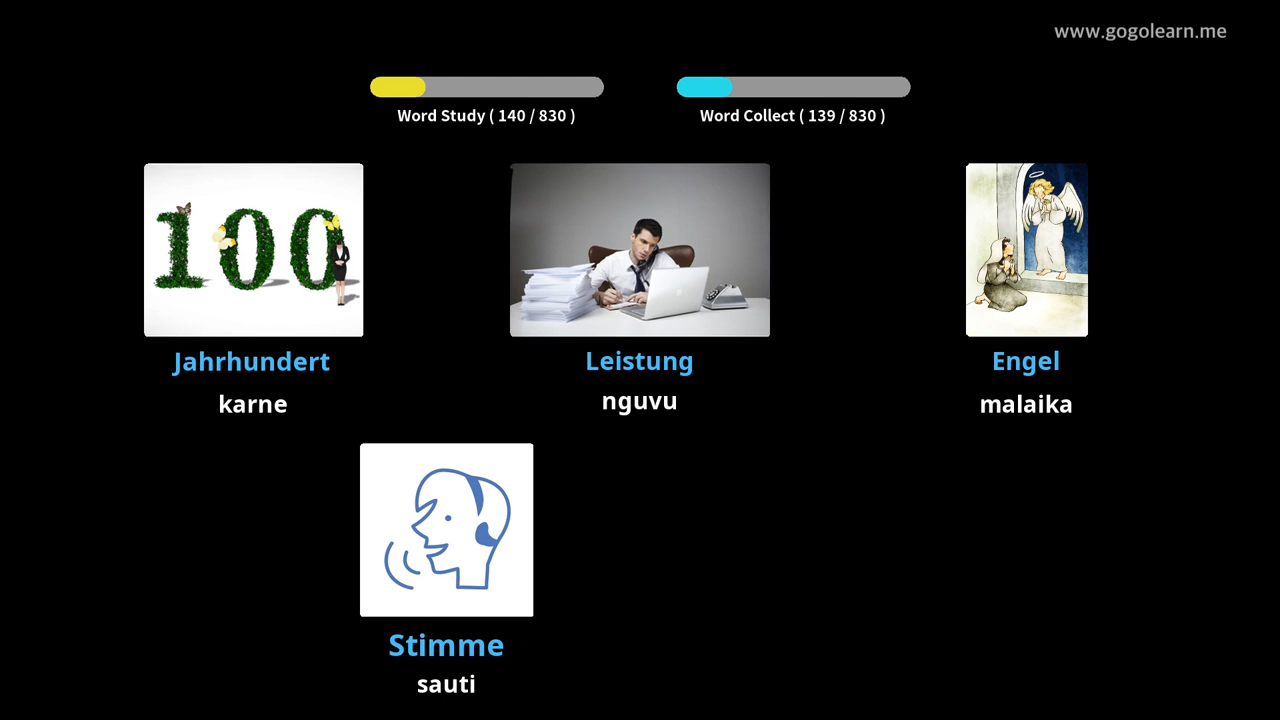 www.gogolearn.me
Word Study ( 140 / 830 )
Word Collect ( 139 / 830 )
100
Jahrhundert
Leistung
Engel
karne
nguvu
malaika
Stimme
sauti